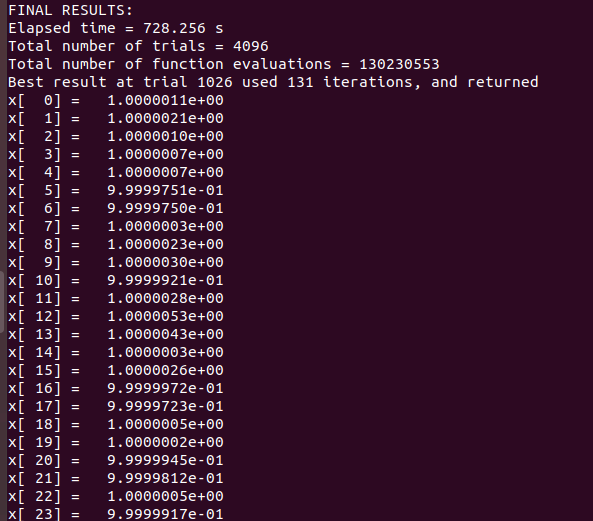 FINAL RESULTS:
Elapsed time = 728.256 s
Total number of trials = 4096
Total number of function evaluations = 130230553
Best result at trial 1026 used 131 iterations, and returned
x[  0] =   1.0000011e+00
x[  1] =   1.0000021e+00
x[  2] =   1.0000010e+00
x[  3] =   1.0000007e+00
x[  4] =   1.0000007e+00
x[  5] =   9.9999751e-01
x[  6] =   9.9999750e-01
x[  7] =   1.0000003e+00
x[  8] =   1.0000023e+00
x[  9] =   1.0000030e+00
x[ 10] =   9.9999921e-01
x[ 11] =   1.0000028e+00
x[ 12] =   1.0000053e+00
x[ 13] =   1.0000043e+00
x[ 14] =   1.0000003e+00
x[ 15] =   1.0000026e+00
x[ 16] =   9.9999972e-01
x[ 17] =   9.9999723e-01
x[ 18] =   1.0000005e+00
x[ 19] =   1.0000002e+00
x[ 20] =   9.9999945e-01
x[ 21] =   9.9999812e-01
x[ 22] =   1.0000005e+00
x[ 23] =   9.9999917e-01